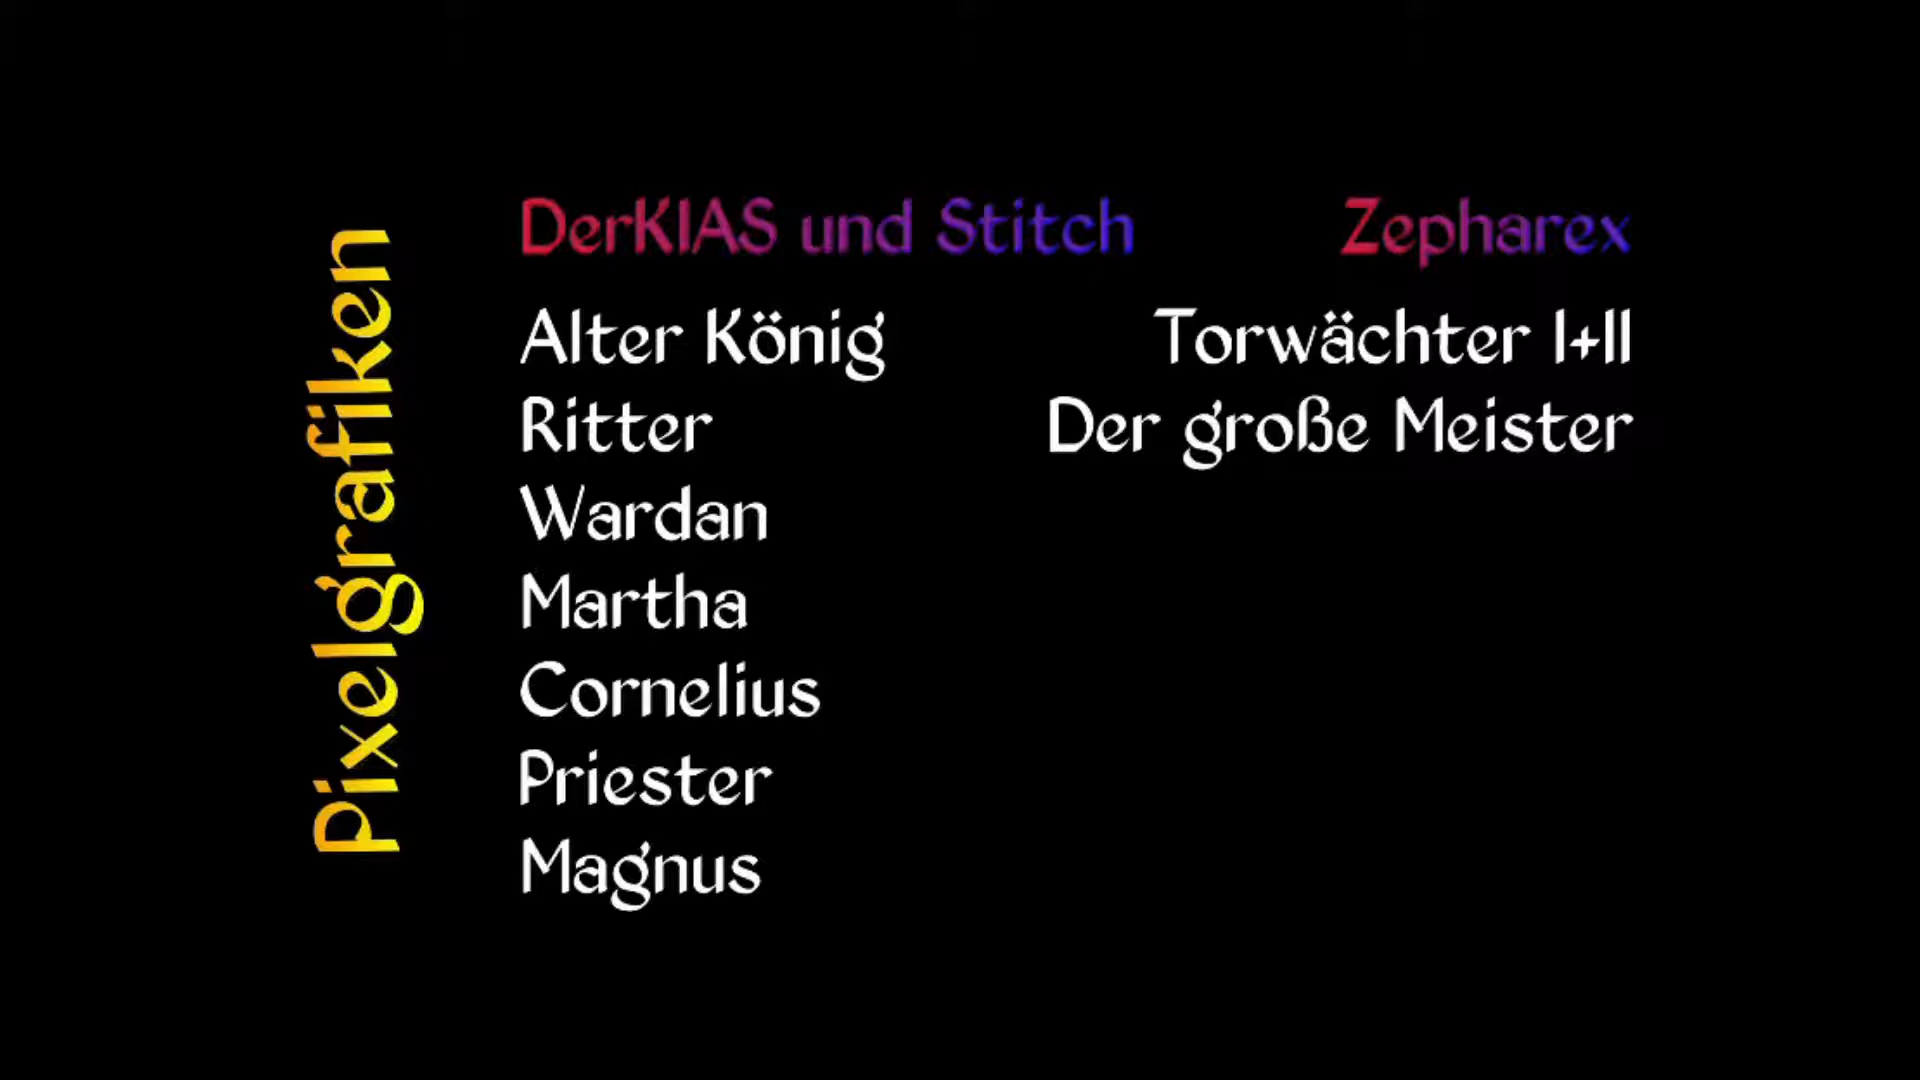 Pixelgrafiken
DerKIAS und Stitch
Alter König
Ritter
Wardan
Martha
Cornelius
Priester
Magnus
Zepharex
Torwächter I+II
Der große Meister